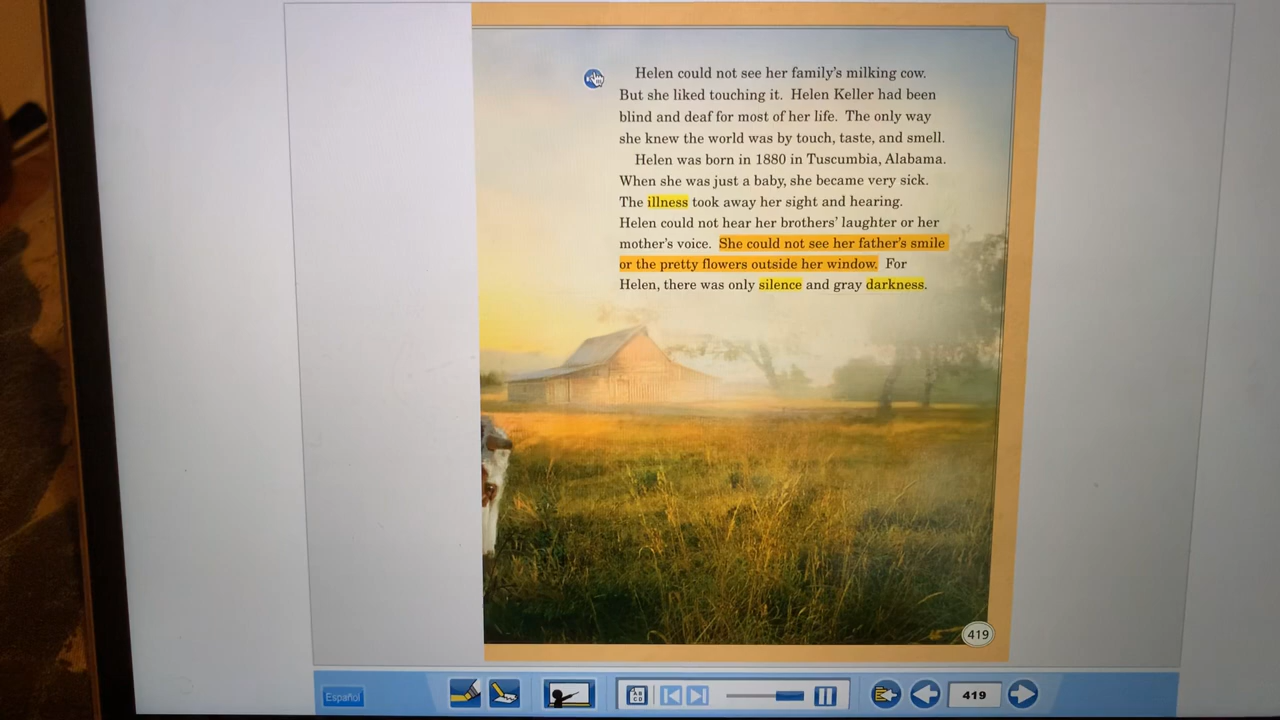 Helen could not see her family's milking cow.
But she liked touching it. Helen Keller had been
blind and deaf for most of her life. The only way
she knew the world was by touch, taste, and smell.
Helen was born in 1880 in Tuscumbia, Alabama.
When she was just a baby, she became very sick.
The illness took away her sight and hearing.
Helen could not hear her brothers' laughter or her
mother's voice. She could not see her father's smile
or the pretty flowers outside her window. For
Helen, there was only silence and gray darkness.
419
Español
A B
C D
419